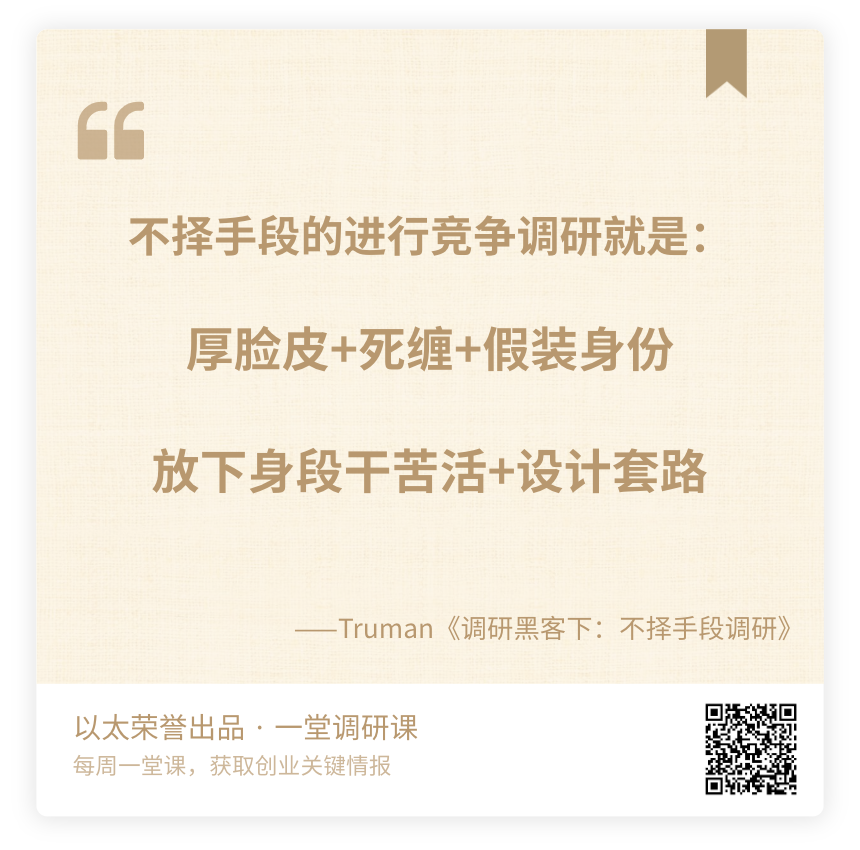 不择手段的进行竞争调研就是：
厚脸皮+死缠+假装身份
放下身段干苦活+设计套路
——Truman《调研黑客下：不择手段调研》
以太荣誉出品 · 一堂调研课
每周一堂课，获取创业关键情报